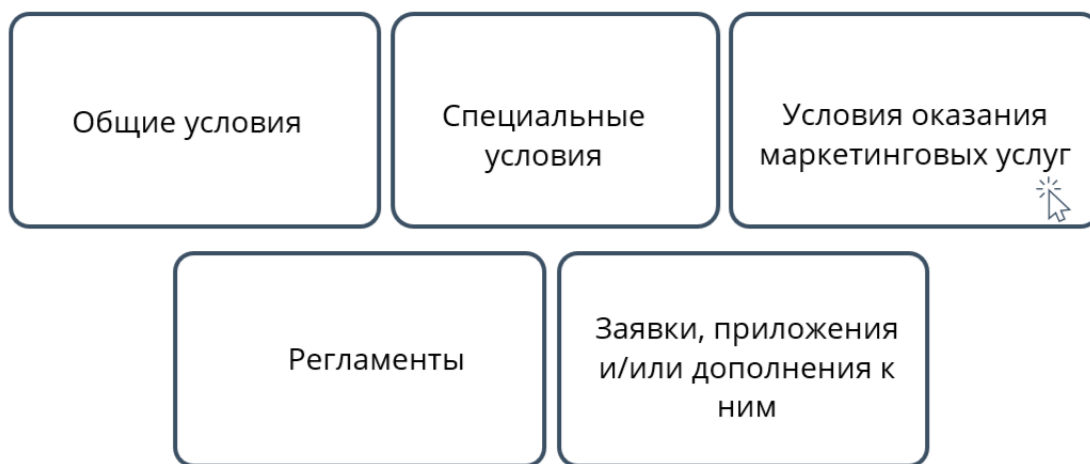 Общие условия
Специальные
условия
Условия оказания
маркетинговых услуг
Регламенты
Заявки, приложения
и/или дополнения к
ним